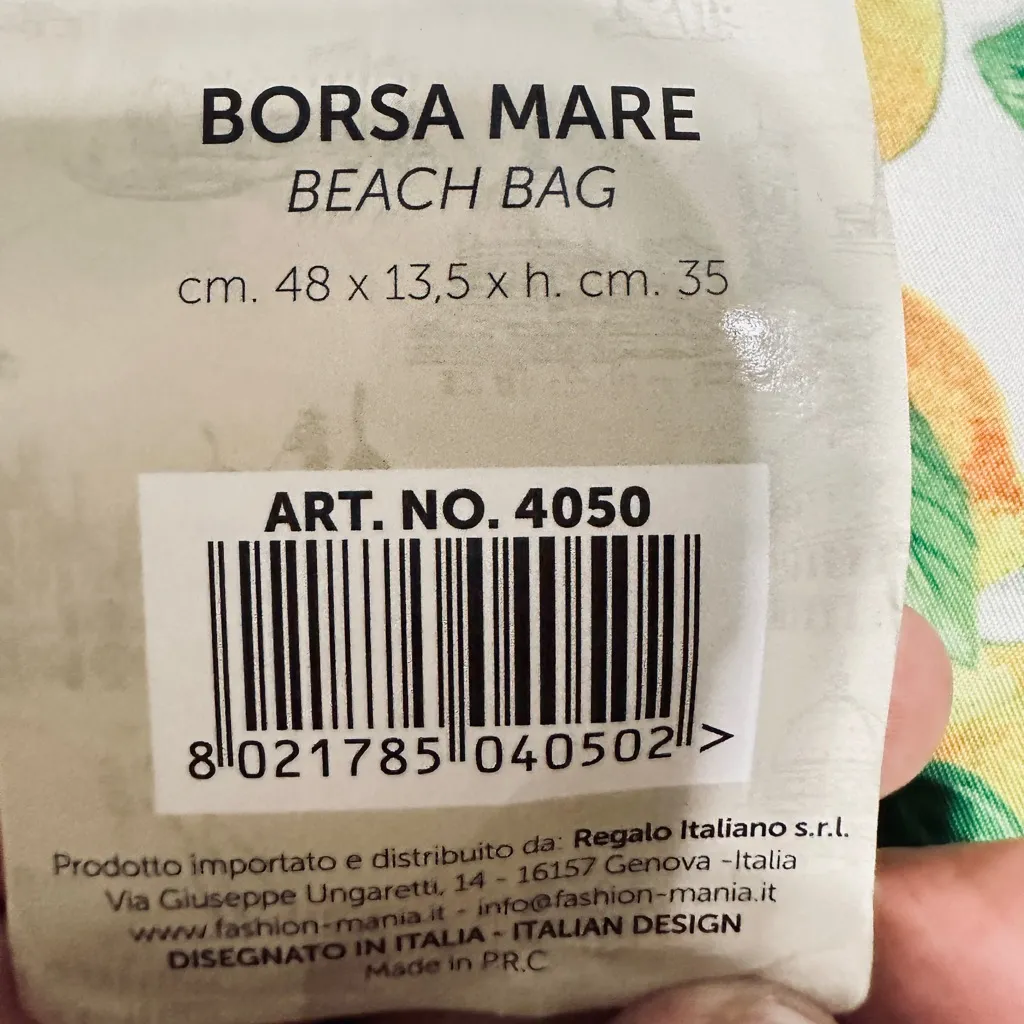 BORSA MARE
BEACH BAG
cm. 48 x 13,5 x h. cm. 35
ART. NO. 4050
8 021785 040502 >
Prodotto importato e distribuito da: Regalo Italiano s.r.l.
Via Giuseppe Ungaretti, 14 - 16157 Genova -Italia
www.fashion-mania.it - info@fashion-mania.it
DISEGNATO IN ITALIA - ITALIAN DESIGN
Made in P.R.C